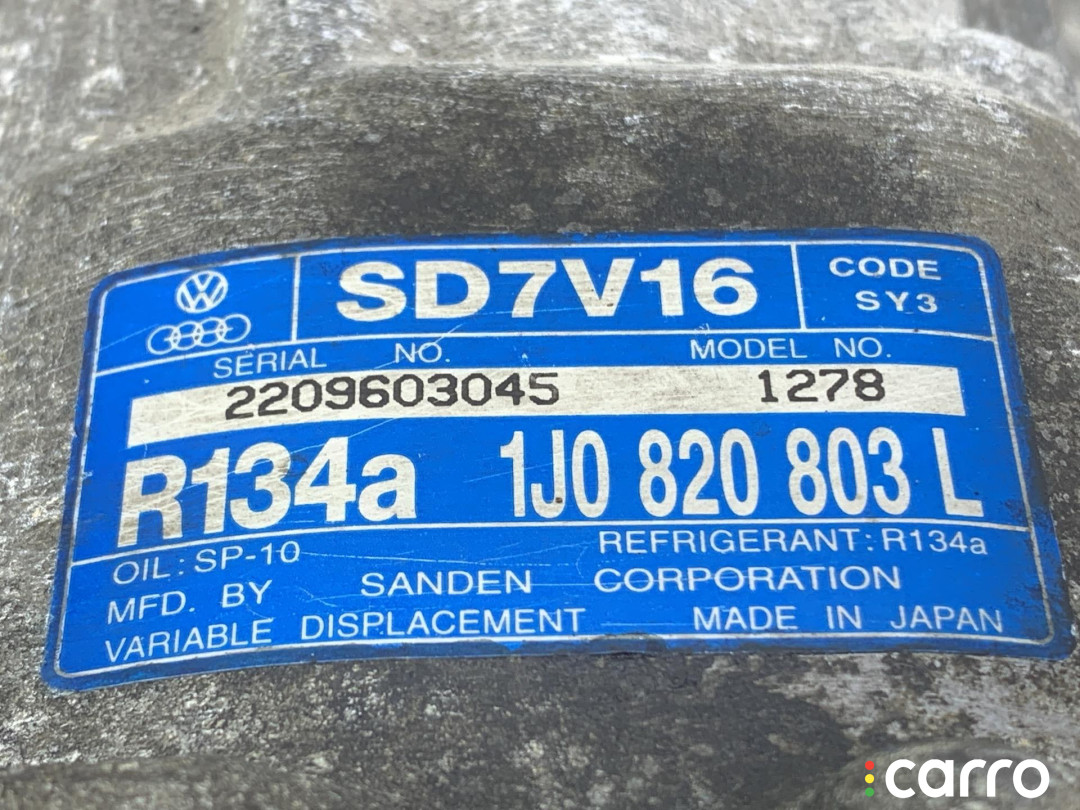 SD7V16
CODE
SY3
SERIAL NO. MODEL NO.
2209603045 1278
R134a 1J0 820 803 L
OIL: SP-10 REFRIGERANT: R134a
MFD. BY SANDEN CORPORATION
VARIABLE DISPLACEMENT MADE IN JAPAN
carro